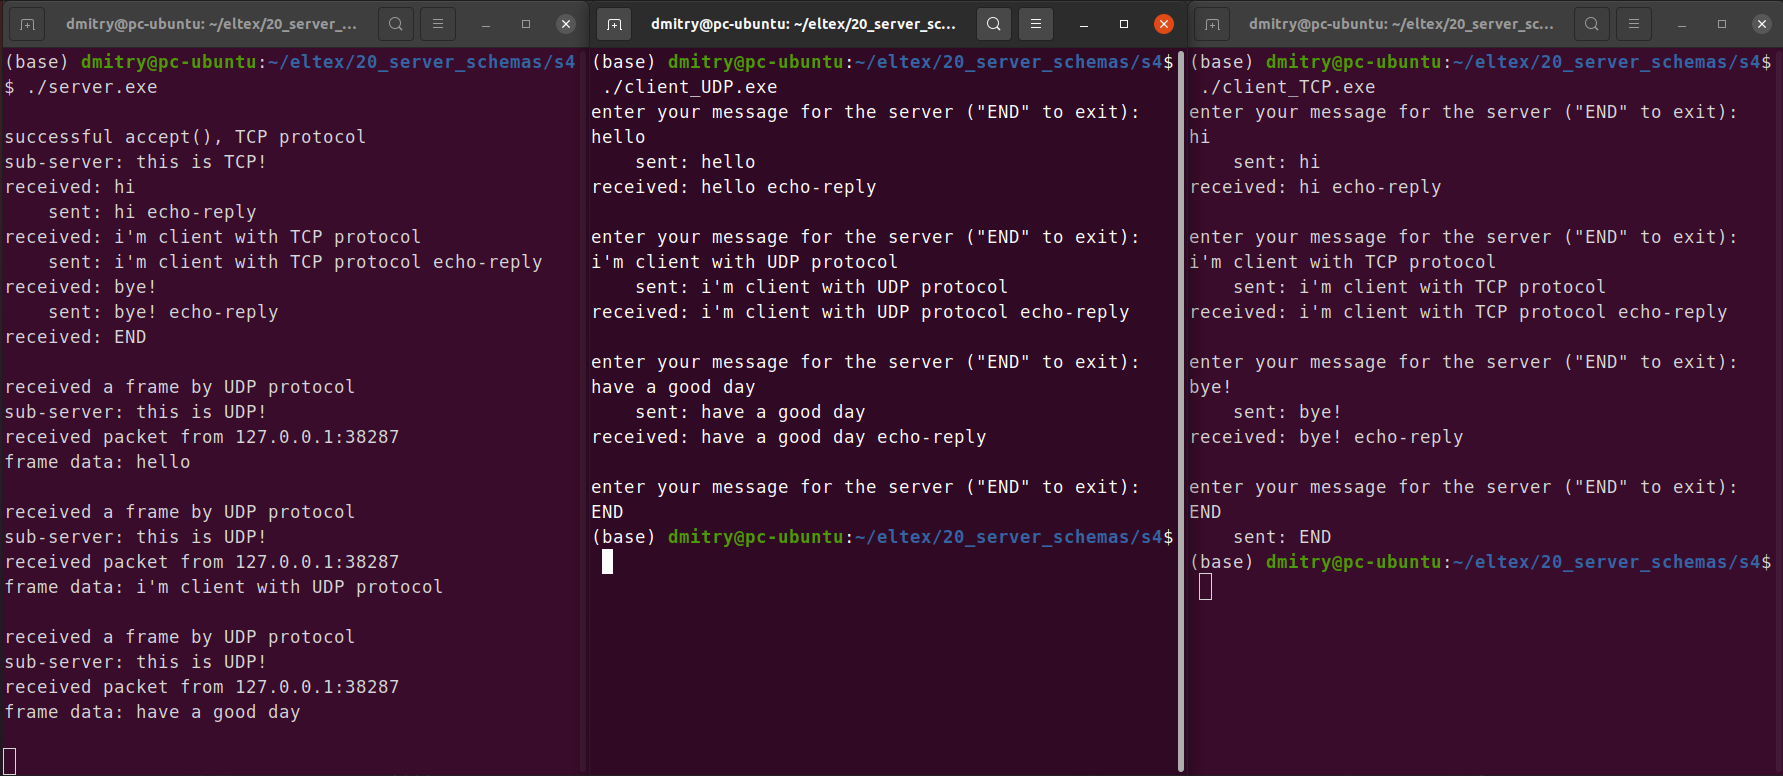 dmitry@pc-ubuntu: ~/eltex/20_server_...
(base) dmitry@pc-ubuntu:~/eltex/20_server_schemas/s4
$ ./server.exe
successful accept(), TCP protocol
sub-server: this is TCP!
received: hi
sent: hi echo-reply
received: i'm client with TCP protocol
sent: i'm client with TCP protocol echo-reply
received: bye!
sent: bye! echo-reply
received: END
received a frame by UDP protocol
sub-server: this is UDP!
received packet from 127.0.0.1:38287
frame data: hello
received a frame by UDP protocol
sub-server: this is UDP!
received packet from 127.0.0.1:38287
frame data: i'm client with UDP protocol
received a frame by UDP protocol
sub-server: this is UDP!
received packet from 127.0.0.1:38287
frame data: have a good day
dmitry@pc-ubuntu: ~/eltex/20_server_sc...
(base) dmitry@pc-ubuntu:~/eltex/20_server_schemas/s4$
./client_UDP.exe
enter your message for the server ("END" to exit):
hello
sent: hello
received: hello echo-reply
enter your message for the server ("END" to exit):
i'm client with UDP protocol
sent: i'm client with UDP protocol
received: i'm client with UDP protocol echo-reply
enter your message for the server ("END" to exit):
have a good day
sent: have a good day
received: have a good day echo-reply
enter your message for the server ("END" to exit):
END
(base) dmitry@pc-ubuntu:~/eltex/20_server_schemas/s4$
dmitry@pc-ubuntu: ~/eltex/20_server_sc...
(base) dmitry@pc-ubuntu:~/eltex/20_server_schemas/s4$
./client_TCP.exe
enter your message for the server ("END" to exit):
hi
sent: hi
received: hi echo-reply
enter your message for the server ("END" to exit):
i'm client with TCP protocol
sent: i'm client with TCP protocol
received: i'm client with TCP protocol echo-reply
enter your message for the server ("END" to exit):
bye!
sent: bye!
received: bye! echo-reply
enter your message for the server ("END" to exit):
END
sent: END
(base) dmitry@pc-ubuntu:~/eltex/20_server_schemas/s4$